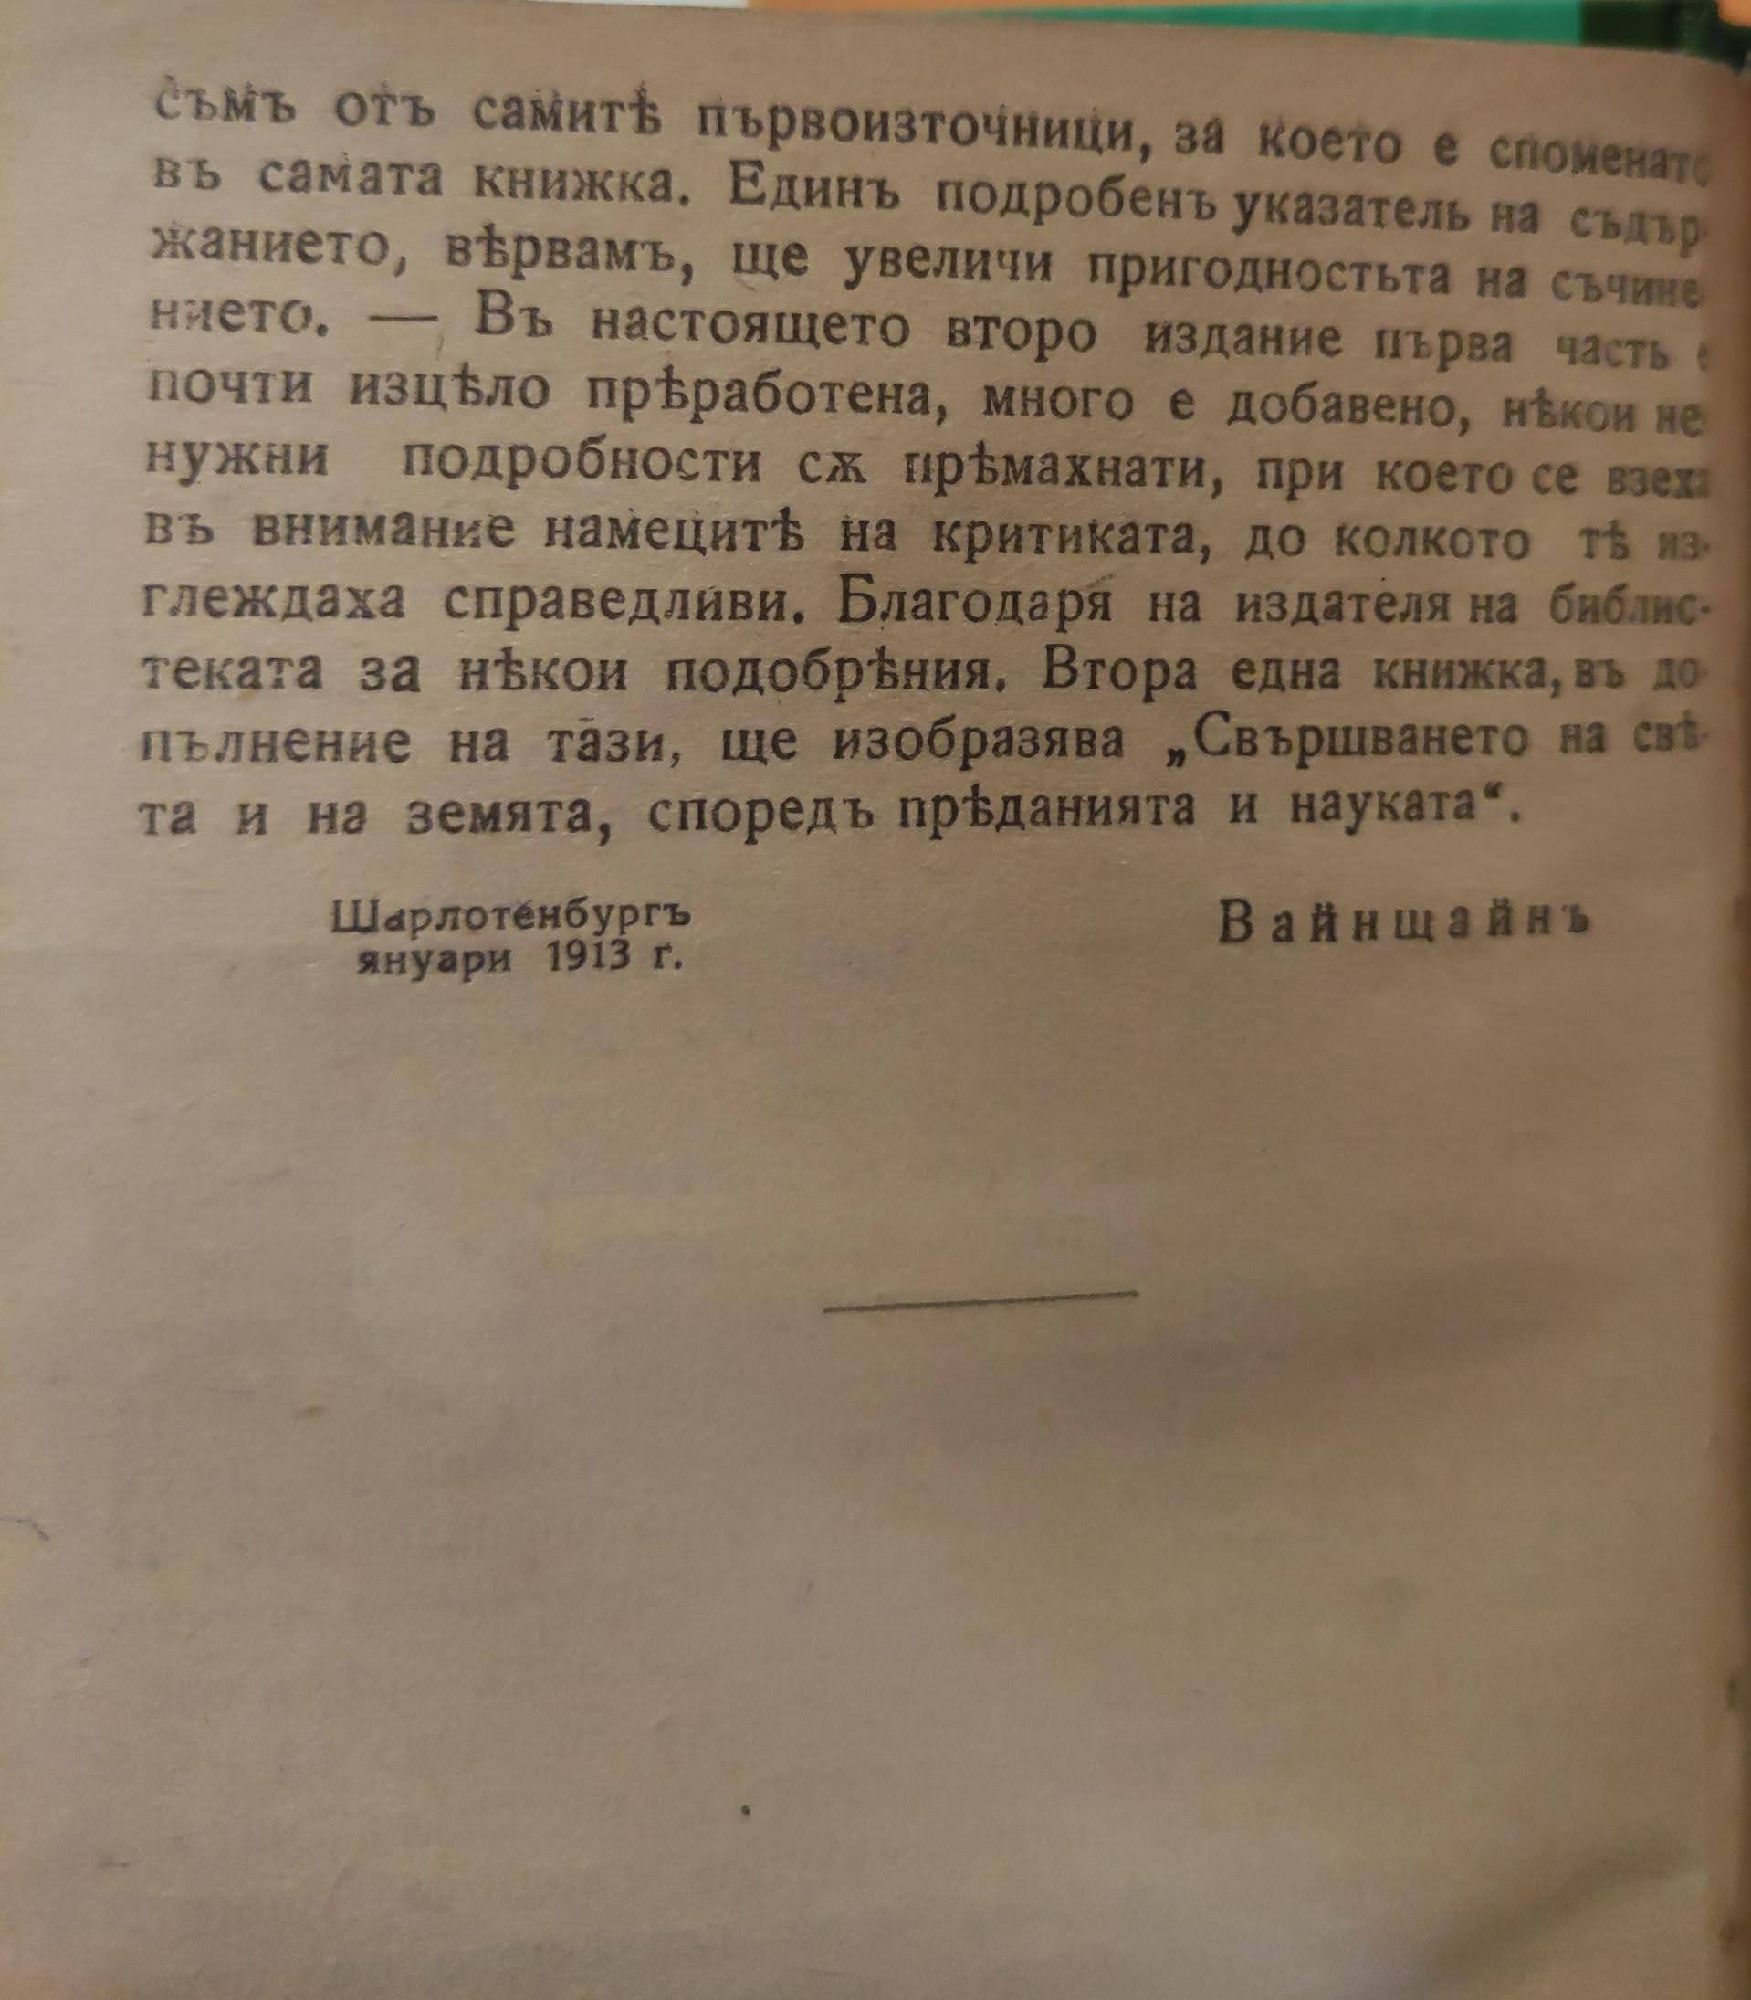 съмъ отъ самитѣ първоизточници, за което е споменато
въ самата книжка. Единъ подробенъ указатель на съдър-
жанието, вѣрвамъ, ще увеличи пригодностьта на съчине-
нието. — Въ настоящето второ издание първа часть е
почти изцѣло прѣработена, много е добавено, нѣкои не-
нужни подробности сѫ прѣмахнати, при което се взеха
въ внимание намецитѣ на критиката, до колкото тѣ из-
глеждаха справедливи. Благодаря на издателя на библис-
теката за нѣкои подобрѣния. Втора една книжка, въ до-
пълнение на тази, ще изобразява „Свършването на свѣ-
та и на земята, споредъ прѣданията и науката“.
Шарлотенбургъ
януари 1913 г.
Вайнщайнъ